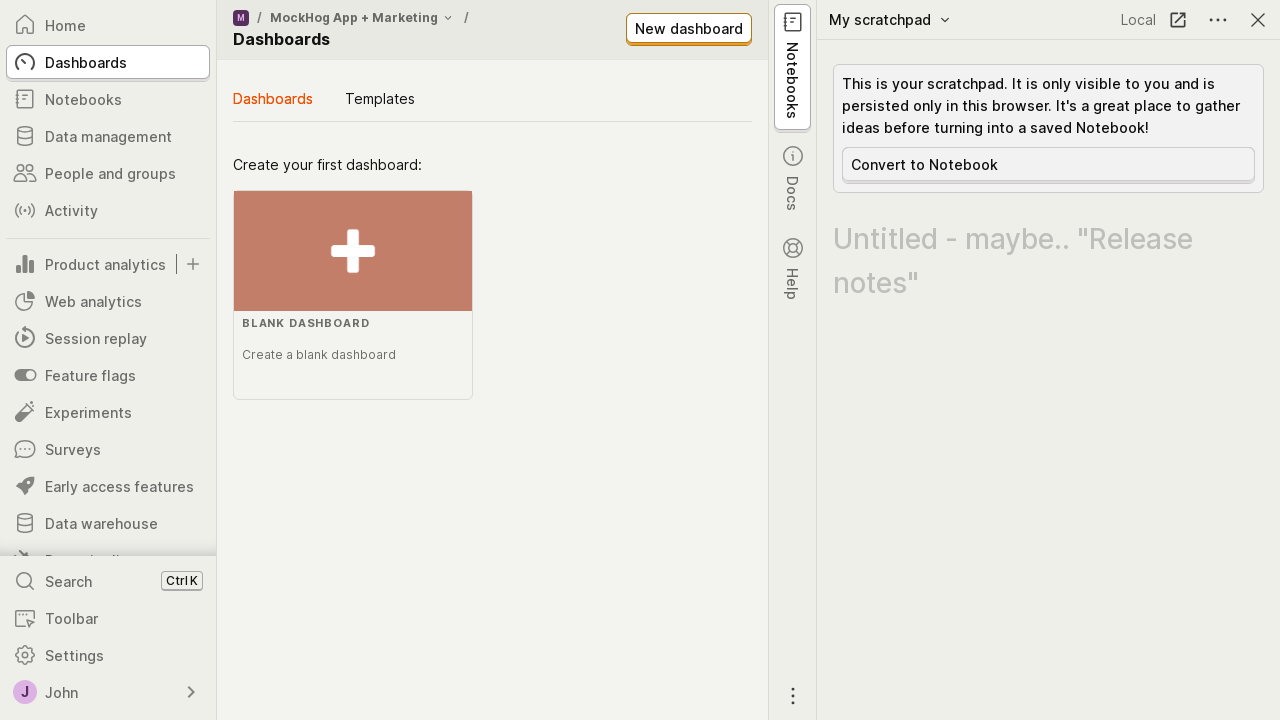 Home
Dashboards
Notebooks
Data management
People and groups
Activity
Product analytics
Web analytics
Session replay
Feature flags
Experiments
Surveys
Early access features
Data warehouse
Search Ctrl K
Toolbar
Settings
J John
M / MockHog App + Marketing /
Dashboards
New dashboard
Dashboards Templates
Create your first dashboard:
BLANK DASHBOARD
Create a blank dashboard
Notebooks
Docs
Help
My scratchpad Local
This is your scratchpad. It is only visible to you and is
persisted only in this browser. It's a great place to gather
ideas before turning into a saved Notebook!
Convert to Notebook
Untitled - maybe.. "Release
notes"